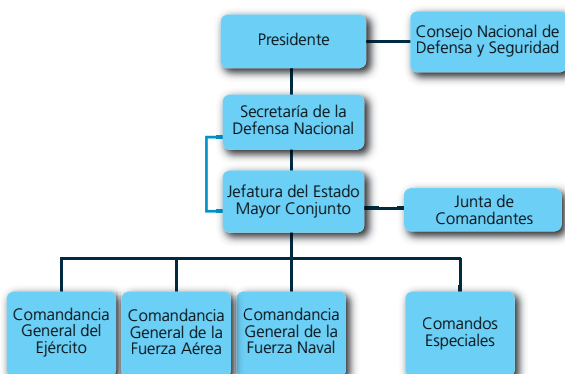 Presidente
Consejo Nacional de
Defensa y Seguridad
Secretaría de la
Defensa Nacional
Jefatura del Estado
Mayor Conjunto
Junta de
Comandantes
Comandancia
General del
Ejército
Comandancia
General de la
Fuerza Aérea
Comandancia
General de la
Fuerza Naval
Comandos
Especiales